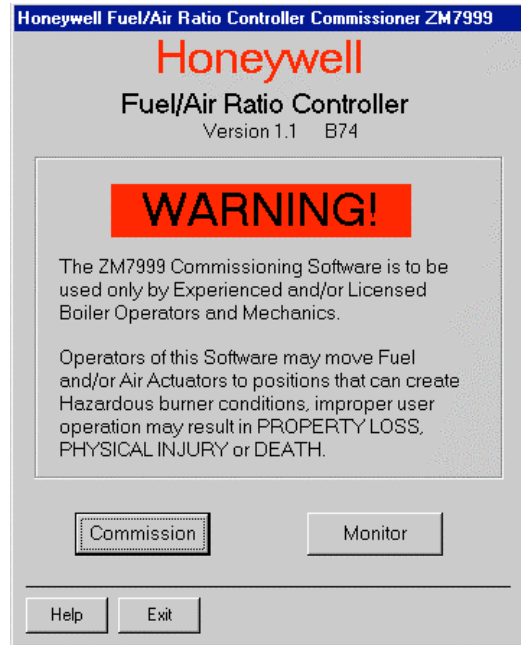 Honeywell Fuel/Air Ratio Controller Commissioner ZM7999
Honeywell
Fuel/Air Ratio Controller
Version 1.1 B74
WARNING!
The ZM7999 Commissioning Software is to be
used only by Experienced and/or Licensed
Boiler Operators and Mechanics.
Operators of this Software may move Fuel
and/or Air Actuators to positions that can create
Hazardous burner conditions, improper user
operation may result in PROPERTY LOSS,
PHYSICAL INJURY or DEATH.
Commission Monitor
Help Exit